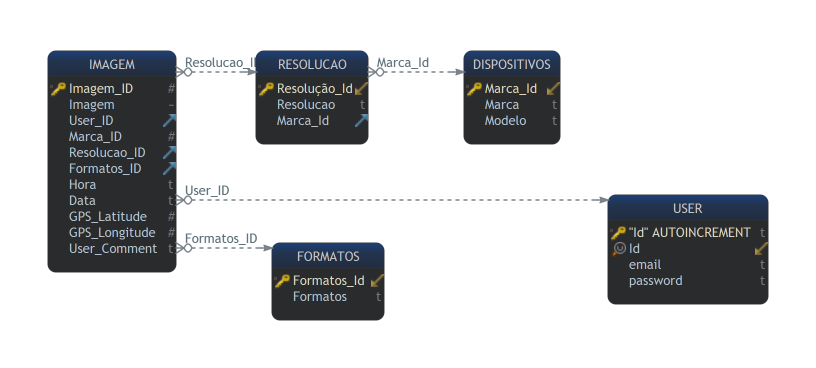 IMAGEM
Imagem_ID #
Imagem ~
User_ID
Marca_ID #
Resolucao_ID
Formatos_ID
Hora t
Data t
GPS_Latitude #
GPS_Longitude #
User_Comment t
Resolucao_ID
RESOLUCAO
Resolução_Id
Resolucao t
Marca_Id
Marca_Id
DISPOSITIVOS
Marca_Id
Marca t
Modelo t
User_ID
USER
"Id" AUTOINCREMENT t
Id
email t
password t
Formatos_ID
FORMATOS
Formatos_Id
Formatos t